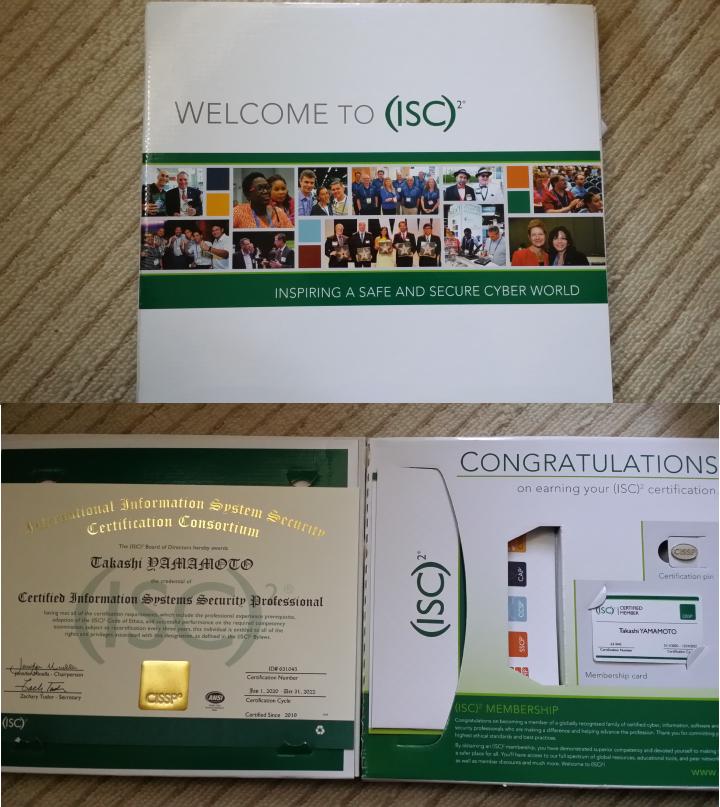 WELCOME TO (ISC)²®
INSPIRING A SAFE AND SECURE CYBER WORLD
International Information System Security
Certification Consortium
The (ISC)² Board of Directors hereby awards
Takashi YAMAMOTO
the credential of
Certified Information Systems Security Professional
having met all of the certification requirements, which include the professional experience prerequisite,
adoption of the (ISC)² Code of Ethics, and successful performance on the required competency
examination, subject to recertification every three years, this individual is entitled to all of the
rights and privileges associated with this designation, as defined in the (ISC)² Bylaws.
(ISC)²®
Chairperson
Zachary Tudor - Secretary
CISSP®
ANSI
ID# 631043
Certification Number
Jan 1, 2020 - Dec 31, 2022
Certification Cycle
Certified Since 2010
(ISC)²
CONGRATULATIONS
on earning your (ISC)² certification
(ISC)²®
CAP
CCSP
SSCP
CISSP
Certification pin
(ISC)² CERTIFIED
MEMBER
CISSP
Takashi YAMAMOTO
Certification Number
Membership card
(ISC)² MEMBERSHIP
Congratulations on becoming a member of a globally recognised family of certified cyber, information, software and
security professionals who are making a difference and helping advance the profession. Thank you for committing
highest ethical standards and best practices.
By obtaining an (ISC)² membership, you have demonstrated superior competency and devoted yourself to making
a safer place for all. You'll have access to our full spectrum of global resources, educational tools, and peer
as well as member discounts and much more. Welcome to (ISC)²!
www.